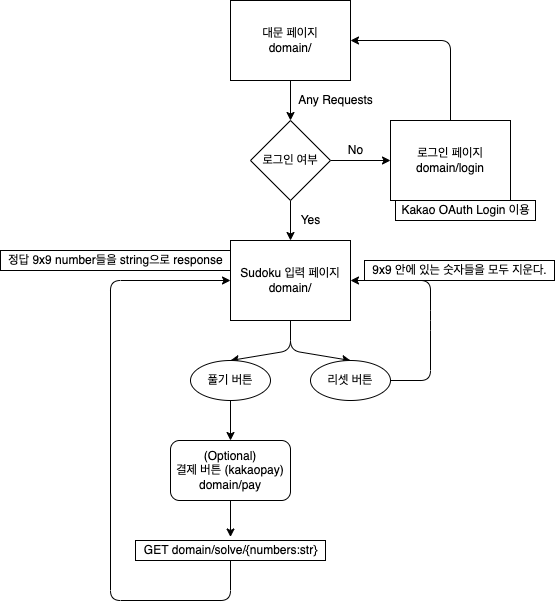 대문 페이지
domain/
Any Requests
로그인 여부
No
로그인 페이지
domain/login
Kakao OAuth Login 이용
Yes
정답 9x9 number들을 string으로 response
Sudoku 입력 페이지
domain/
9x9 안에 있는 숫자들을 모두 지운다.
풀기 버튼
리셋 버튼
(Optional)
결제 버튼 (kakaopay)
domain/pay
GET domain/solve/{numbers:str}